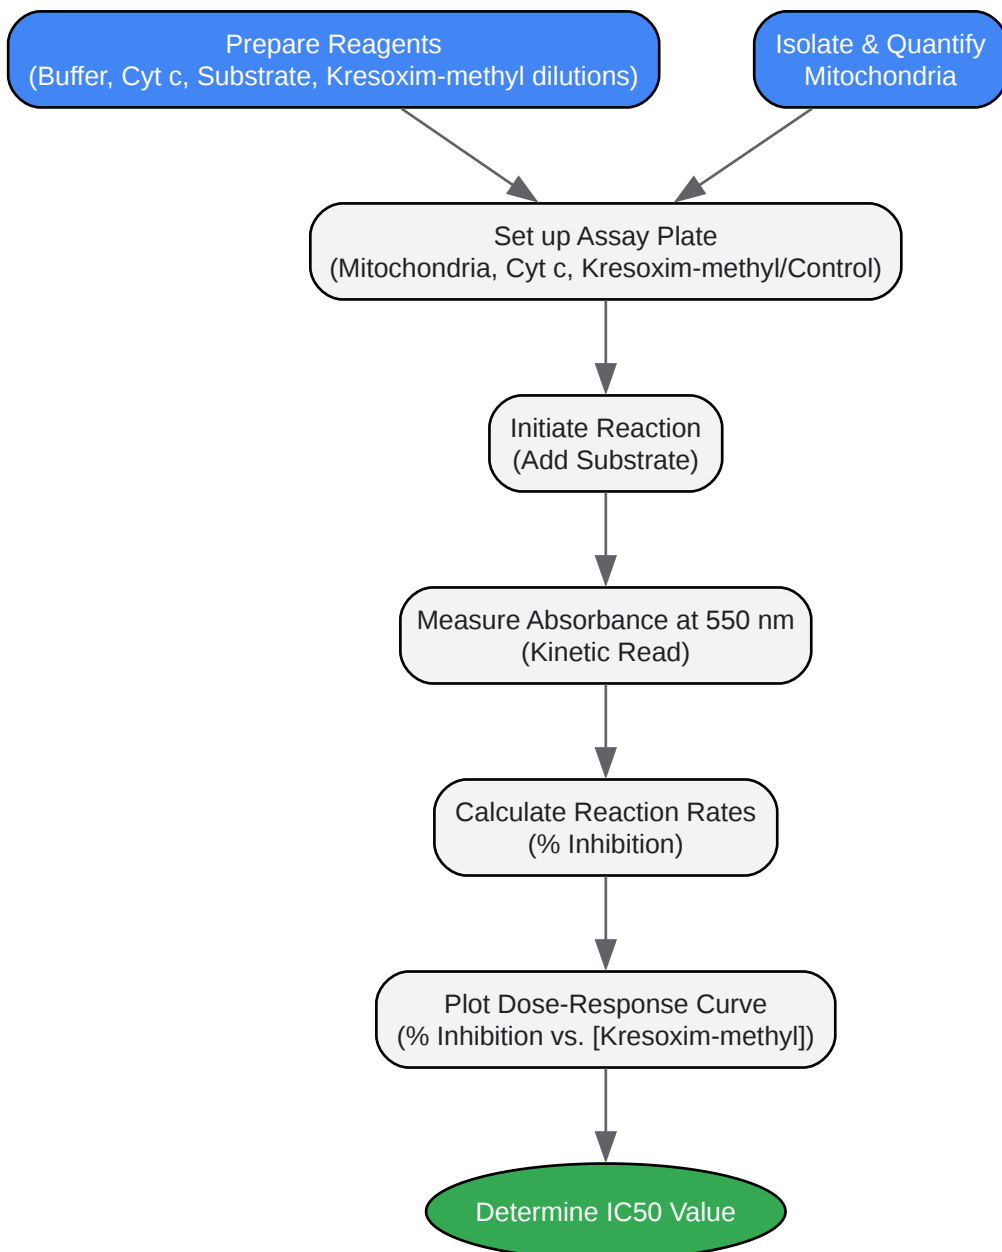 Prepare Reagents
(Buffer, Cyt c, Substrate, Kresoxim-methyl dilutions)
Isolate & Quantify
Mitochondria
Set up Assay Plate
(Mitochondria, Cyt c, Kresoxim-methyl/Control)
Initiate Reaction
(Add Substrate)
Measure Absorbance at 550 nm
(Kinetic Read)
Calculate Reaction Rates
(% Inhibition)
Plot Dose-Response Curve
(% Inhibition vs. [Kresoxim-methyl])
Determine IC50 Value